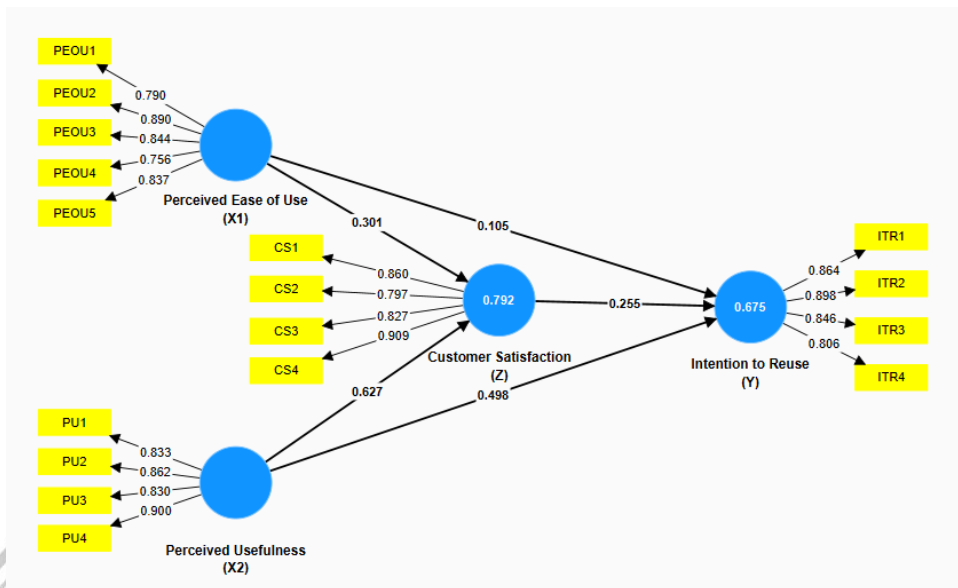 PEOU1
PEOU2
PEOU3
PEOU4
PEOU5
0.790
0.890
0.844
0.756
0.837
Perceived Ease of Use
(X1)
0.301
0.105
CS1
CS2
CS3
CS4
0.860
0.797
0.827
0.909
0.792
Customer Satisfaction
(Z)
0.255
0.627
0.498
0.675
Intention to Reuse
(Y)
ITR1
ITR2
ITR3
ITR4
0.864
0.898
0.846
0.806
PU1
PU2
PU3
PU4
0.833
0.862
0.830
0.900
Perceived Usefulness
(X2)